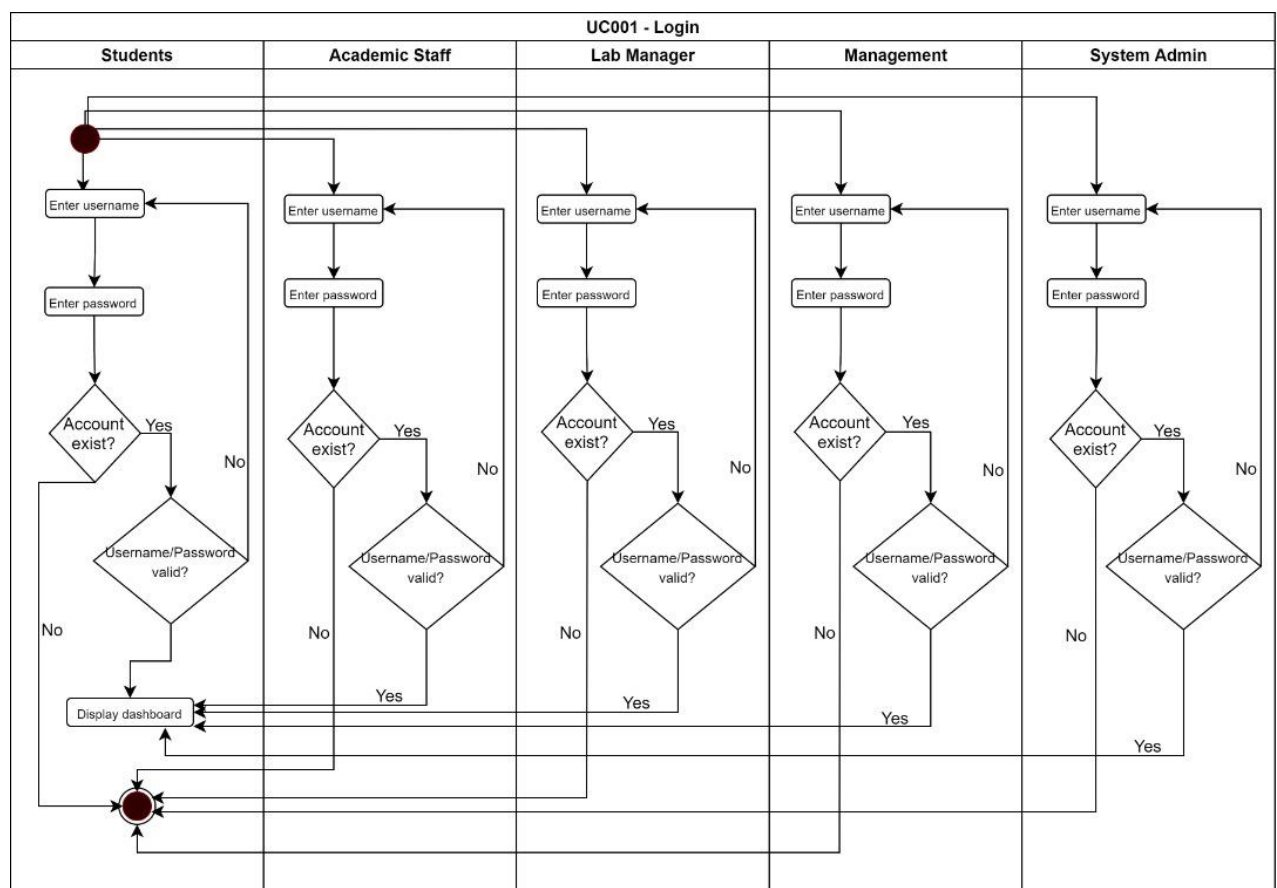 UC001 - Login
Students
Academic Staff
Lab Manager
Management
System Admin
Enter username
Enter username
Enter username
Enter username
Enter username
Enter password
Enter password
Enter password
Enter password
Enter password
Account
exist?
Yes
No
Account
exist?
Yes
No
Account
exist?
Yes
No
Account
exist?
Yes
No
Account
exist?
Yes
No
Username/Password
valid?
Username/Password
valid?
Username/Password
valid?
Username/Password
valid?
Username/Password
valid?
No
No
No
No
No
Display dashboard
Yes
Yes
Yes
Yes